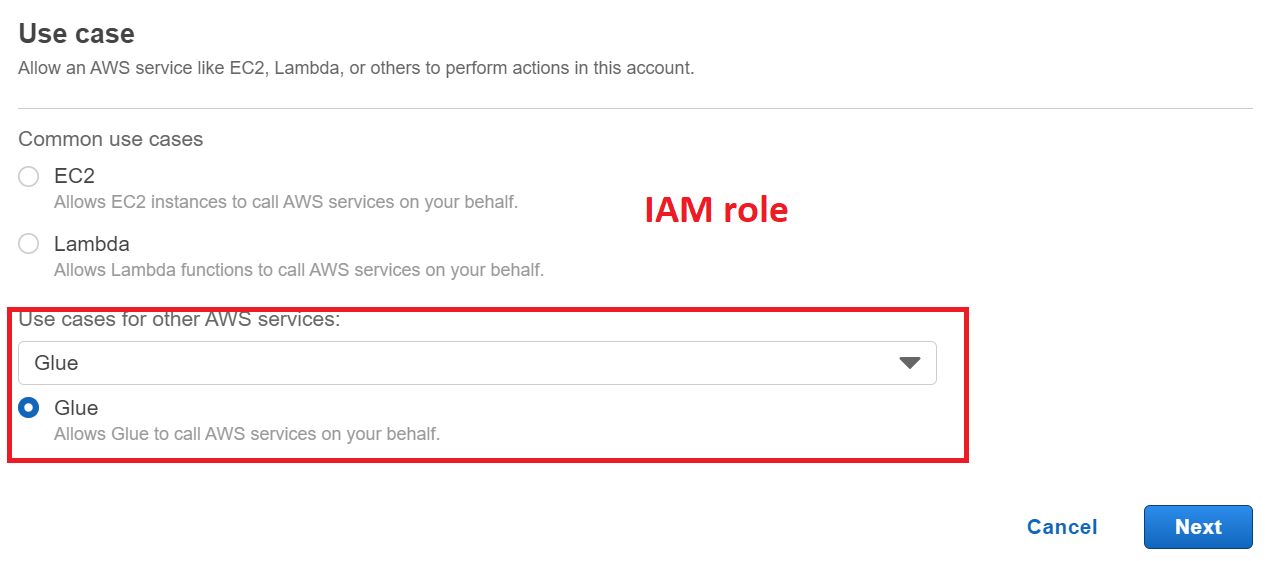 Use case
Allow an AWS service like EC2, Lambda, or others to perform actions in this account.
Common use cases
EC2
Allows EC2 instances to call AWS services on your behalf.
IAM role
Lambda
Allows Lambda functions to call AWS services on your behalf.
Use cases for other AWS services:
Glue
Glue
Allows Glue to call AWS services on your behalf.
Cancel
Next